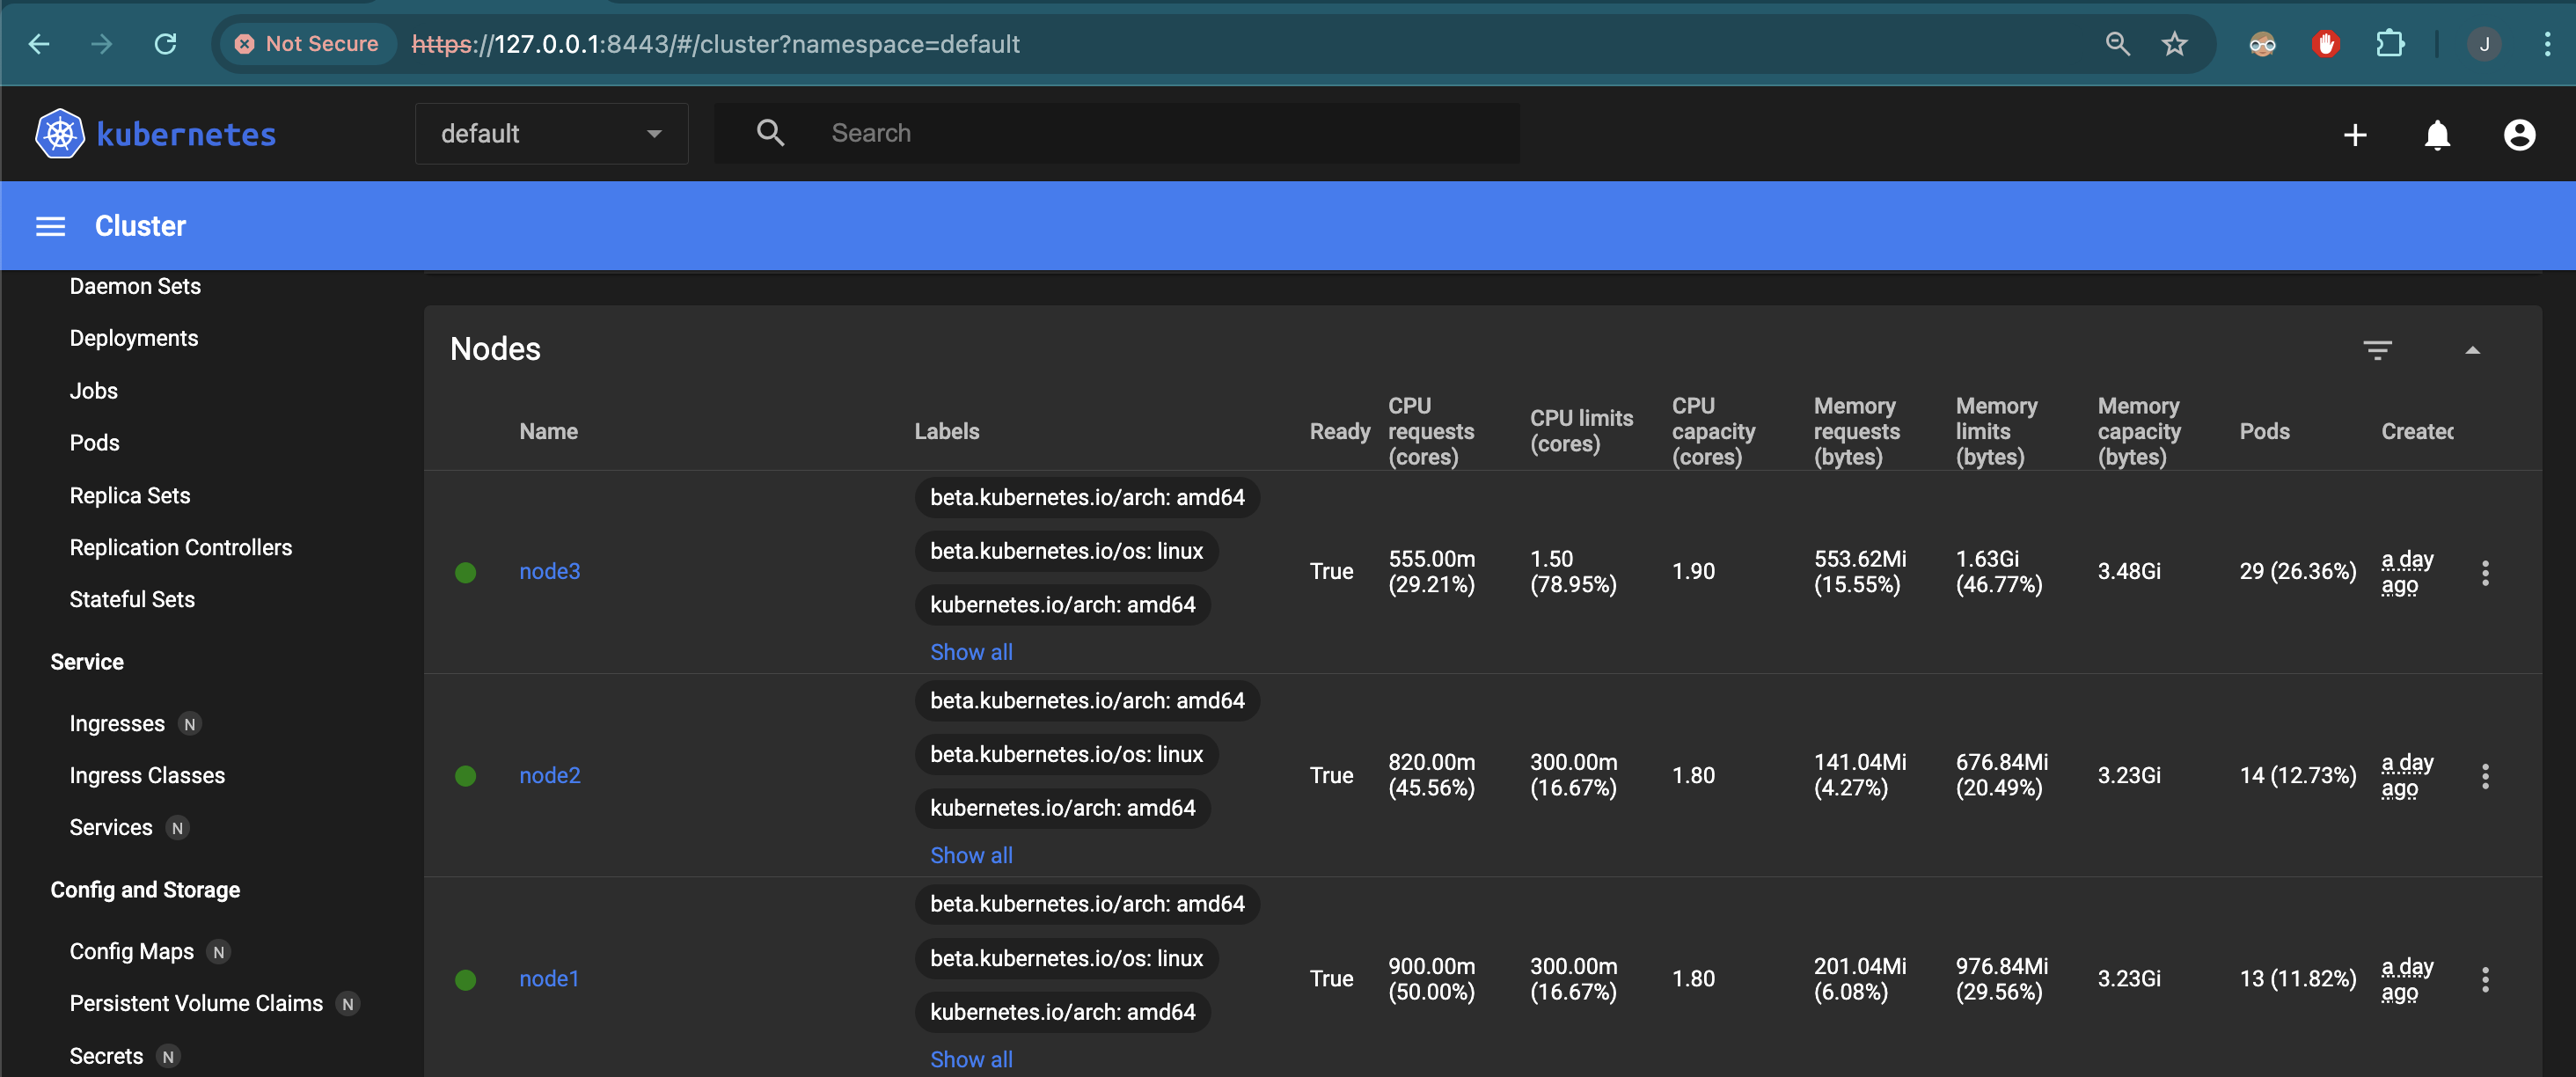 Not Secure https://127.0.0.1:8443/#/cluster?namespace=default J
kubernetes default Search
Cluster
Daemon Sets
Deployments
Jobs
Pods
Replica Sets
Replication Controllers
Stateful Sets
Service
Ingresses N
Ingress Classes
Services N
Config and Storage
Config Maps N
Persistent Volume Claims N
Secrets N
Nodes
Name
Labels
Ready
CPU
requests
(cores)
CPU limits
(cores)
CPU
capacity
(cores)
Memory
requests
(bytes)
Memory
limits
(bytes)
Memory
capacity
(bytes)
Pods
Created
node3
beta.kubernetes.io/arch: amd64
beta.kubernetes.io/os: linux
kubernetes.io/arch: amd64
Show all
True
555.00m
(29.21%)
1.50
(78.95%)
1.90
553.62Mi
(15.55%)
1.63Gi
(46.77%)
3.48Gi
29 (26.36%)
a day
ago
node2
beta.kubernetes.io/arch: amd64
beta.kubernetes.io/os: linux
kubernetes.io/arch: amd64
Show all
True
820.00m
(45.56%)
300.00m
(16.67%)
1.80
141.04Mi
(4.27%)
676.84Mi
(20.49%)
3.23Gi
14 (12.73%)
a day
ago
node1
beta.kubernetes.io/arch: amd64
beta.kubernetes.io/os: linux
kubernetes.io/arch: amd64
Show all
True
900.00m
(50.00%)
300.00m
(16.67%)
1.80
201.04Mi
(6.08%)
976.84Mi
(29.56%)
3.23Gi
13 (11.82%)
a day
ago